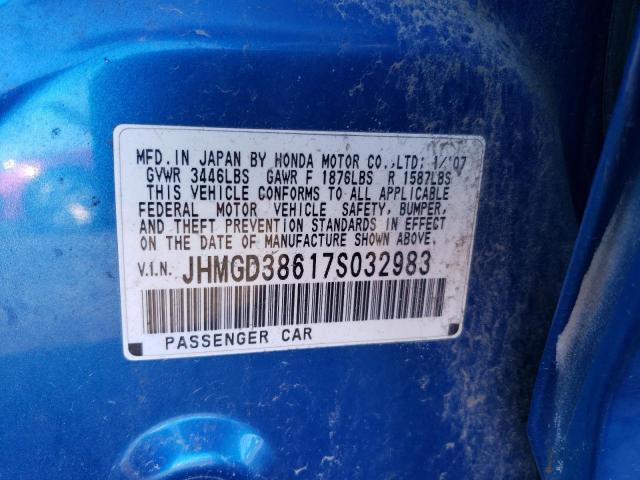 MFD. IN JAPAN BY HONDA MOTOR CO.,LTD; 1/'07
GVWR 3446LBS GAWR F 1876LBS R 1587LBS
THIS VEHICLE CONFORMS TO ALL APPLICABLE
FEDERAL MOTOR VEHICLE SAFETY, BUMPER,
AND THEFT PREVENTION STANDARDS IN EFFECT
ON THE DATE OF MANUFACTURE SHOWN ABOVE.
V.I.N. JHMGD38617S032983
PASSENGER CAR